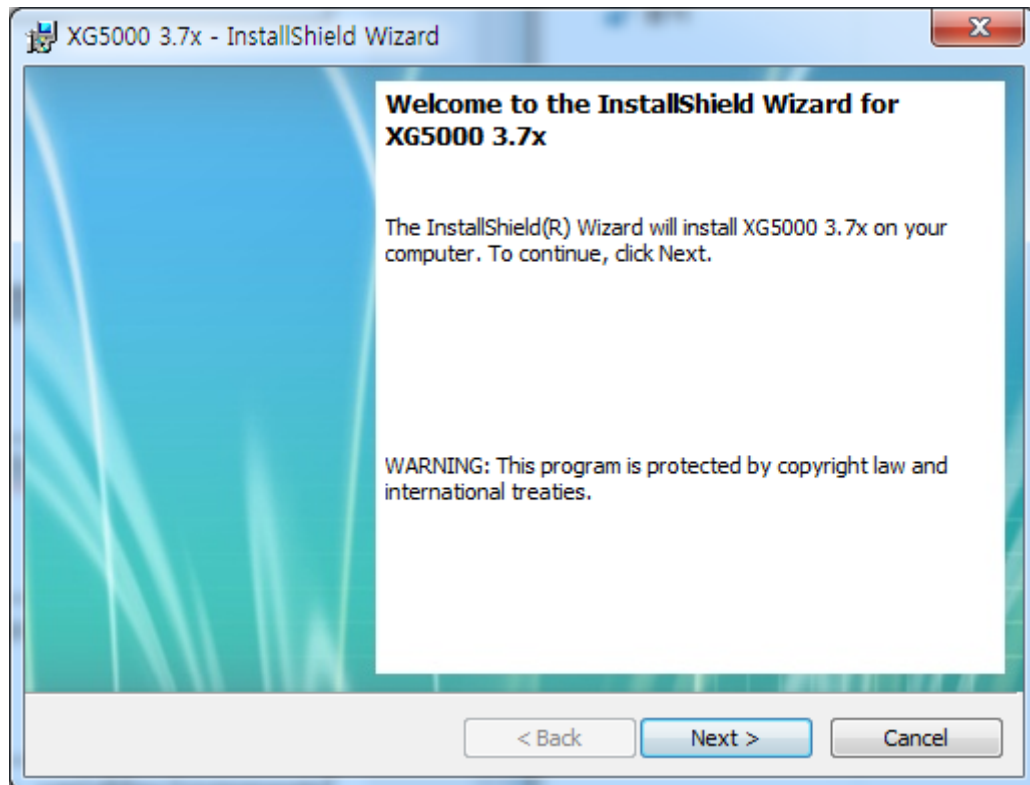 XG5000 3.7x - InstallShield Wizard
Welcome to the InstallShield Wizard for
XG5000 3.7x
The InstallShield(R) Wizard will install XG5000 3.7x on your
computer. To continue, click Next.
WARNING: This program is protected by copyright law and
international treaties.
< Back Next > Cancel